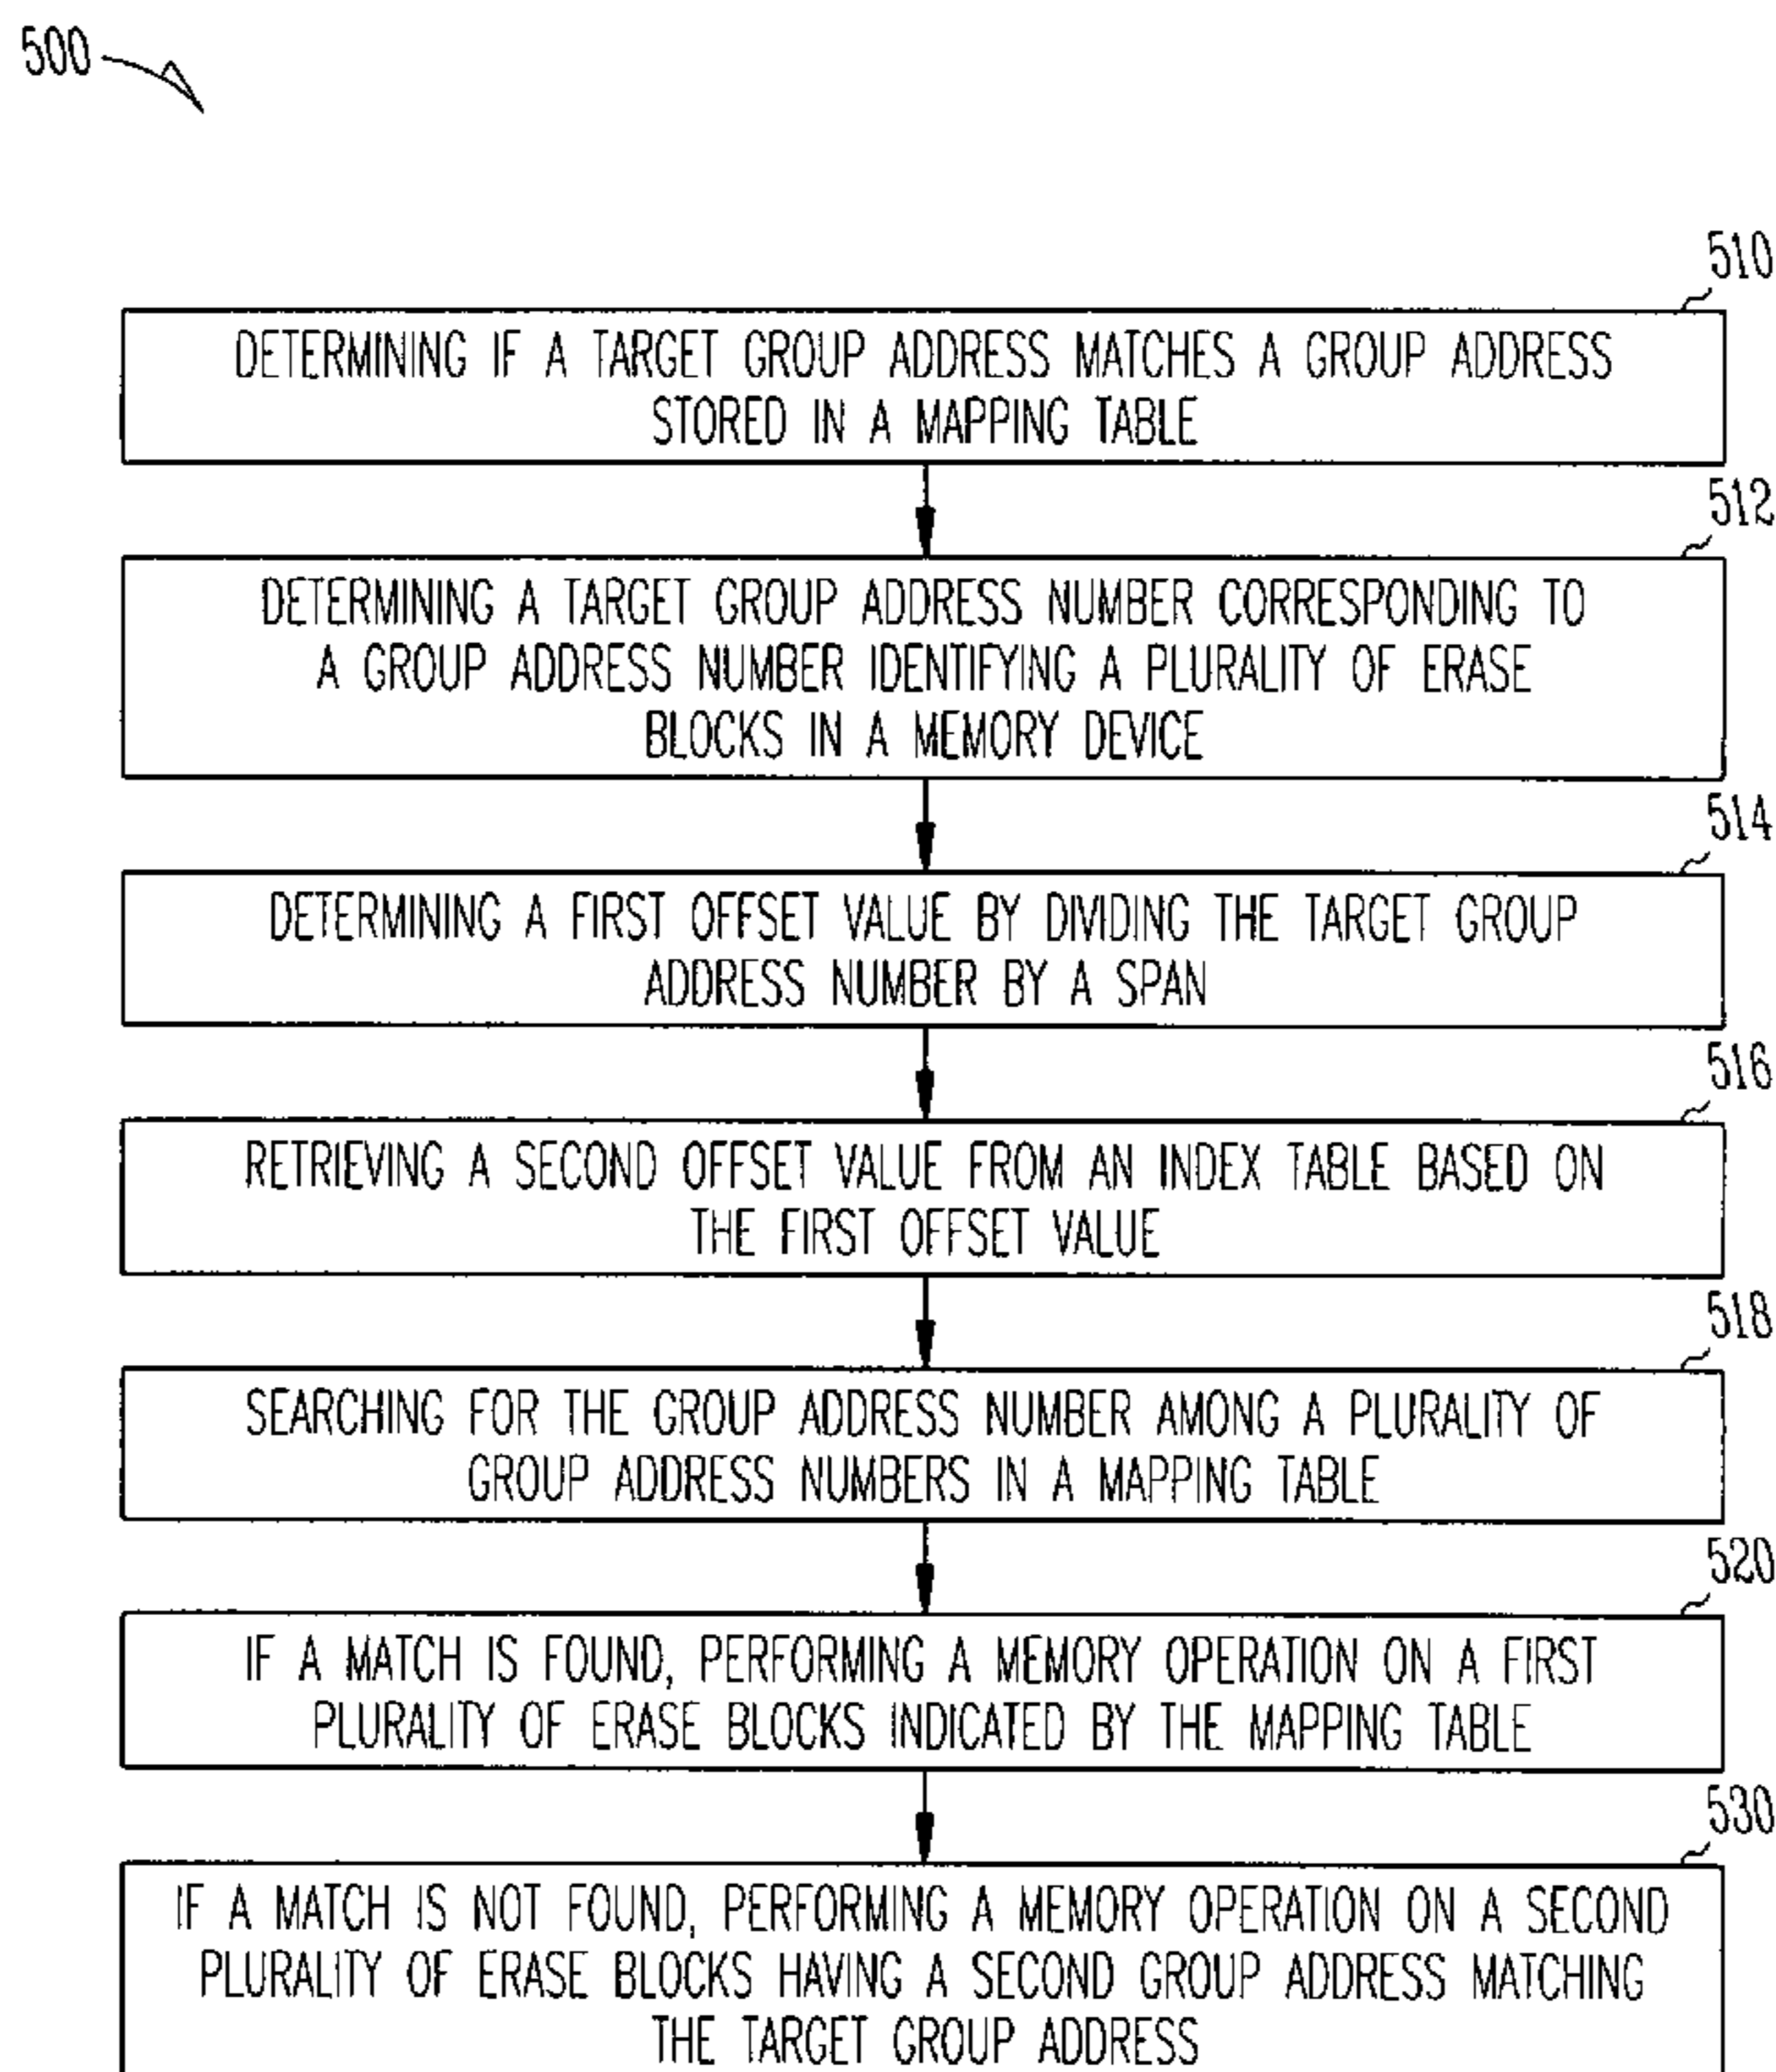 500
510
DETERMINING IF A TARGET GROUP ADDRESS MATCHES A GROUP ADDRESS
STORED IN A MAPPING TABLE
512
DETERMINING A TARGET GROUP ADDRESS NUMBER CORRESPONDING TO
A GROUP ADDRESS NUMBER IDENTIFYING A PLURALITY OF ERASE
BLOCKS IN A MEMORY DEVICE
514
DETERMINING A FIRST OFFSET VALUE BY DIVIDING THE TARGET GROUP
ADDRESS NUMBER BY A SPAN
516
RETRIEVING A SECOND OFFSET VALUE FROM AN INDEX TABLE BASED ON
THE FIRST OFFSET VALUE
518
SEARCHING FOR THE GROUP ADDRESS NUMBER AMONG A PLURALITY OF
GROUP ADDRESS NUMBERS IN A MAPPING TABLE
520
IF A MATCH IS FOUND, PERFORMING A MEMORY OPERATION ON A FIRST
PLURALITY OF ERASE BLOCKS INDICATED BY THE MAPPING TABLE
530
IF A MATCH IS NOT FOUND, PERFORMING A MEMORY OPERATION ON A SECOND
PLURALITY OF ERASE BLOCKS HAVING A SECOND GROUP ADDRESS MATCHING
THE TARGET GROUP ADDRESS